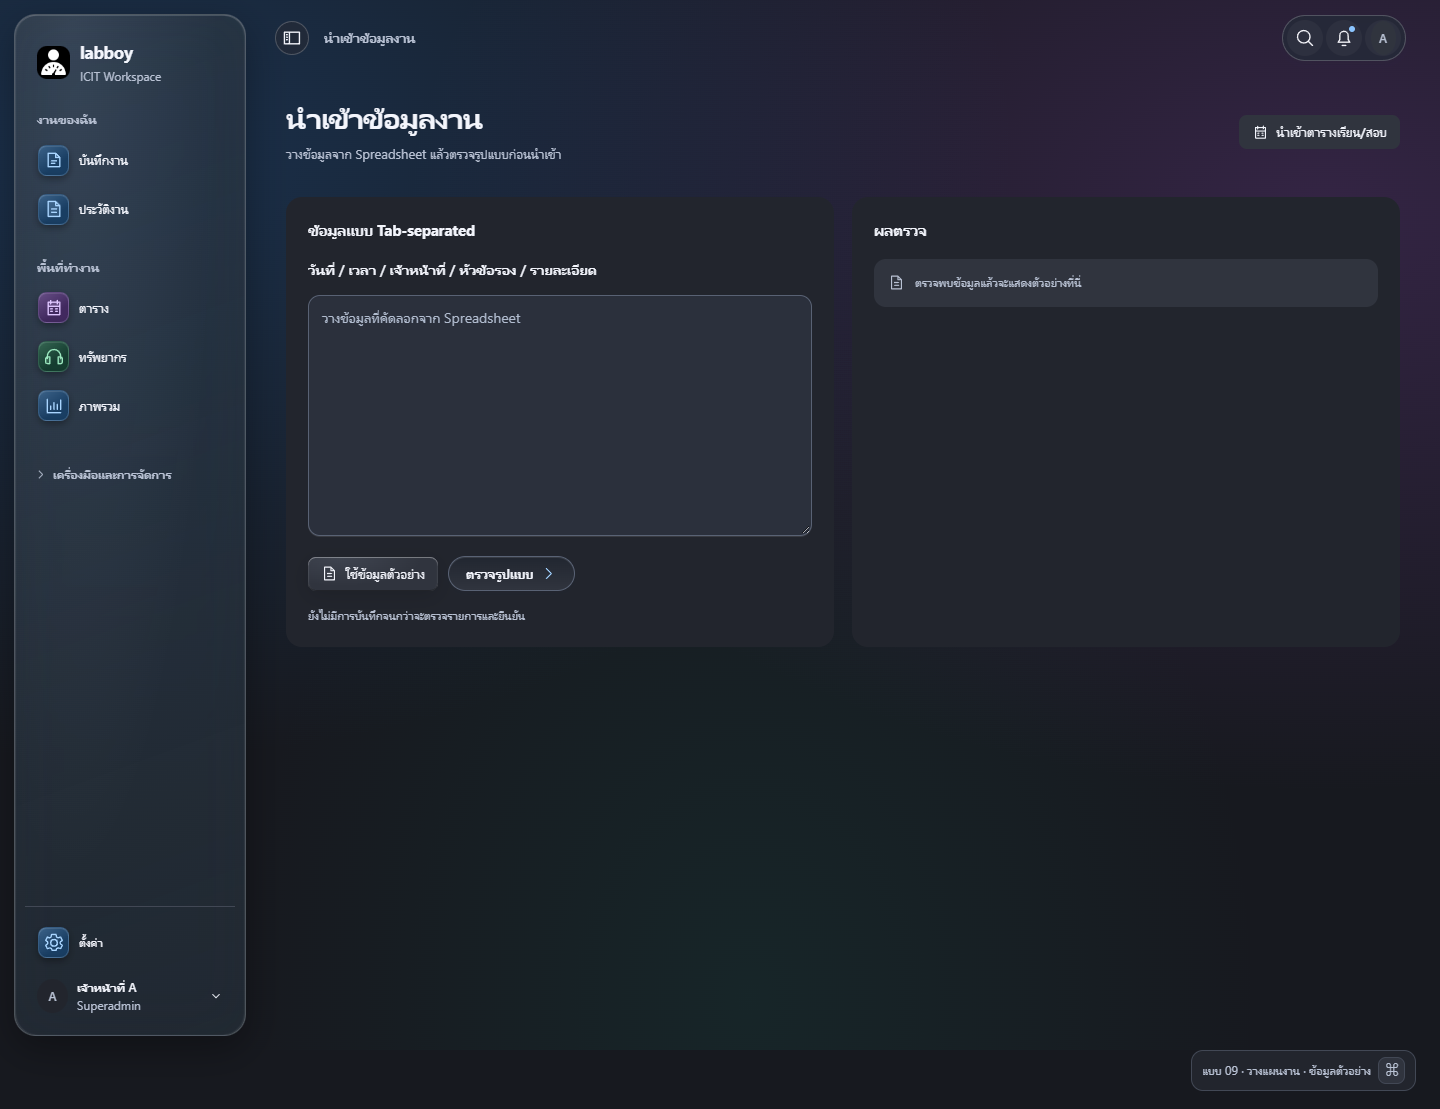 labboy
ICIT Workspace
งานของฉัน
บันทึกงาน
ประวัติงาน
พื้นที่ทำงาน
ตาราง
ทรัพยากร
ภาพรวม
เครื่องมือและการจัดการ
ตั้งค่า
A
เจ้าหน้าที่ A
Superadmin
นำเข้าข้อมูลงาน
A
นำเข้าข้อมูลงาน
วางข้อมูลจาก Spreadsheet แล้วตรวจรูปแบบก่อนนำเข้า
นำเข้าตารางเรียน/สอบ
ข้อมูลแบบ Tab-separated
วันที่ / เวลา / เจ้าหน้าที่ / หัวข้อรอง / รายละเอียด
วางข้อมูลที่คัดลอกจาก Spreadsheet
ใช้ข้อมูลตัวอย่าง
ตรวจรูปแบบ
ยังไม่มีการบันทึกจนกว่าจะตรวจรายการและยืนยัน
ผลตรวจ
ตรวจพบข้อมูลแล้วจะแสดงตัวอย่างที่นี่
แบบ 09 · วางแผนงาน · ข้อมูลตัวอย่าง
⌘